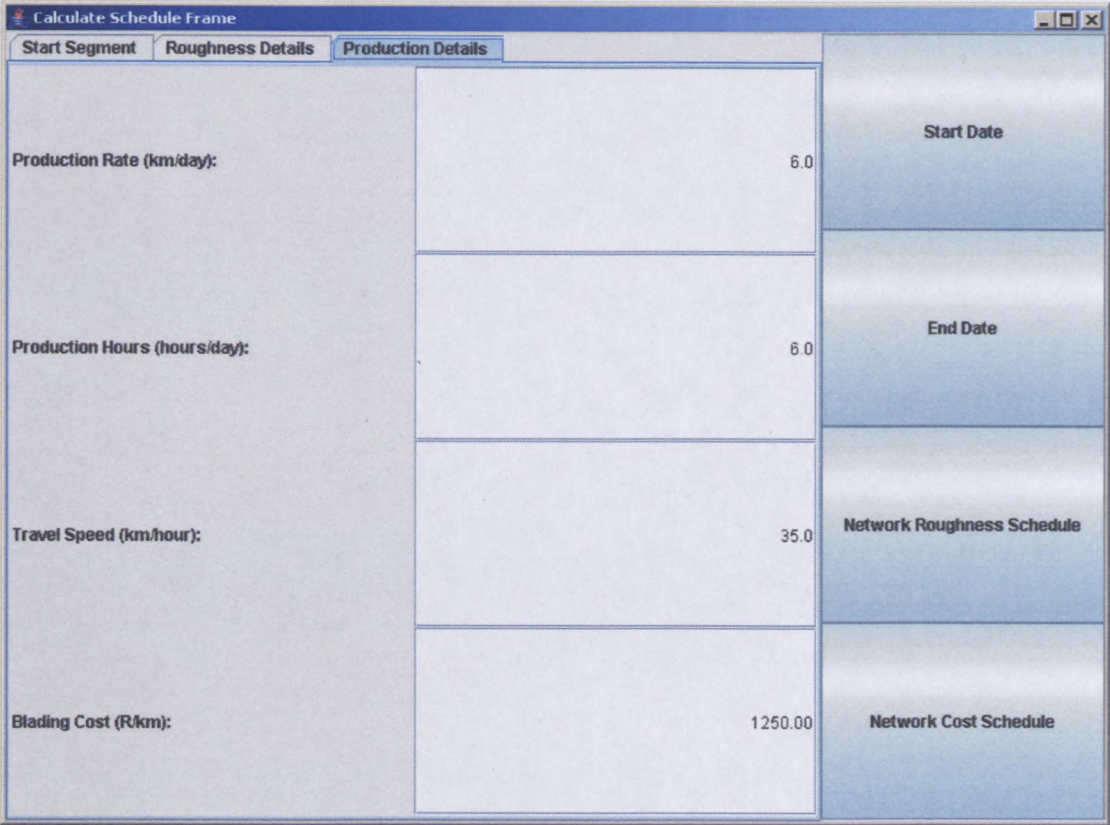 Calculate Schedule Frame
Start Segment Roughness Details Production Details
Production Rate (km/day): 6.0
Production Hours (hours/day): 6.0
Travel Speed (km/hour): 35.0
Blading Cost (R/km): 1250.00
Start Date
End Date
Network Roughness Schedule
Network Cost Schedule